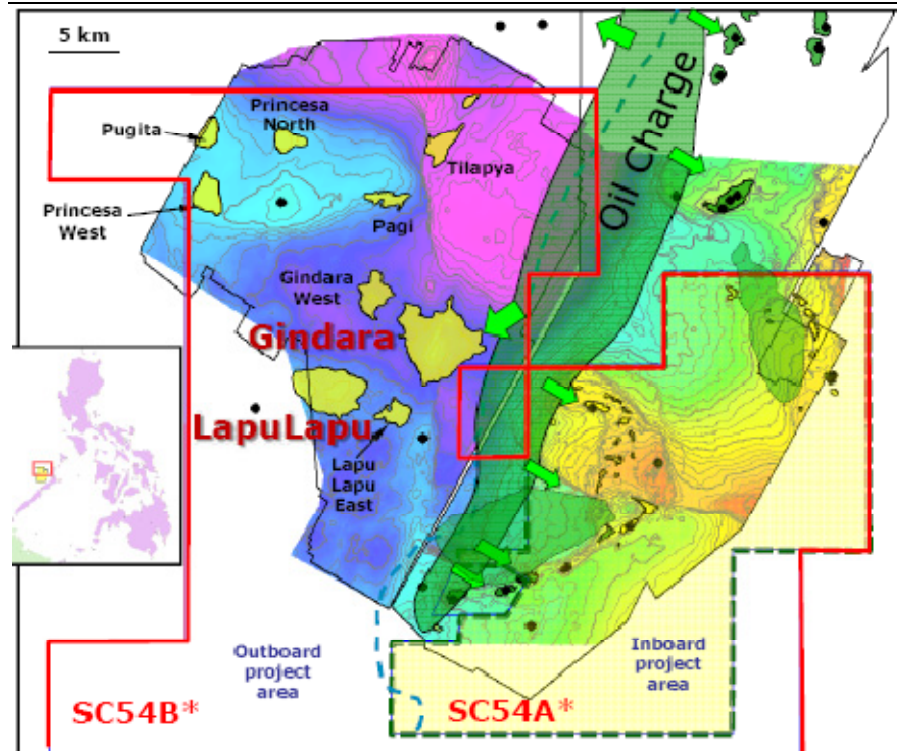 5 km
Oil Charge
Princesa
North
Pugita
Tilapya
Princesa
West
Pagi
Gindara
West
Gindara
LapuLapu
Lapu
Lapu
East
Outboard
project
area
Inboard
project
area
SC54B*
SC54A*